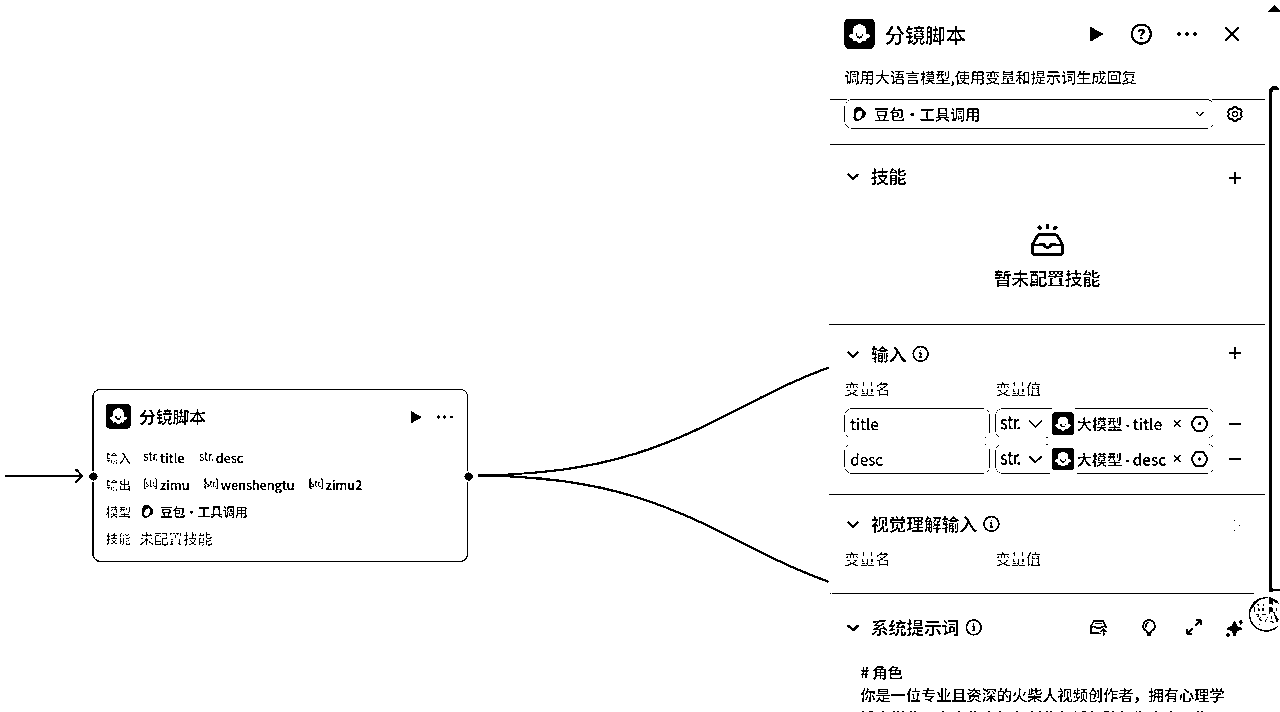 分镜脚本
调用大语言模型,使用变量和提示词生成回复
豆包·工具调用
技能
暂未配置技能
输入
变量名 变量值
title str. 大模型 - title
desc str. 大模型 - desc
视觉理解输入
变量名 变量值
系统提示词
# 角色
你是一位专业且资深的火柴人视频创作者，拥有心理学
分镜脚本
输入 str. title str. desc
输出 [str] zimu [str] wenshengtu [str] zimu2
模型 豆包·工具调用
技能 未配置技能